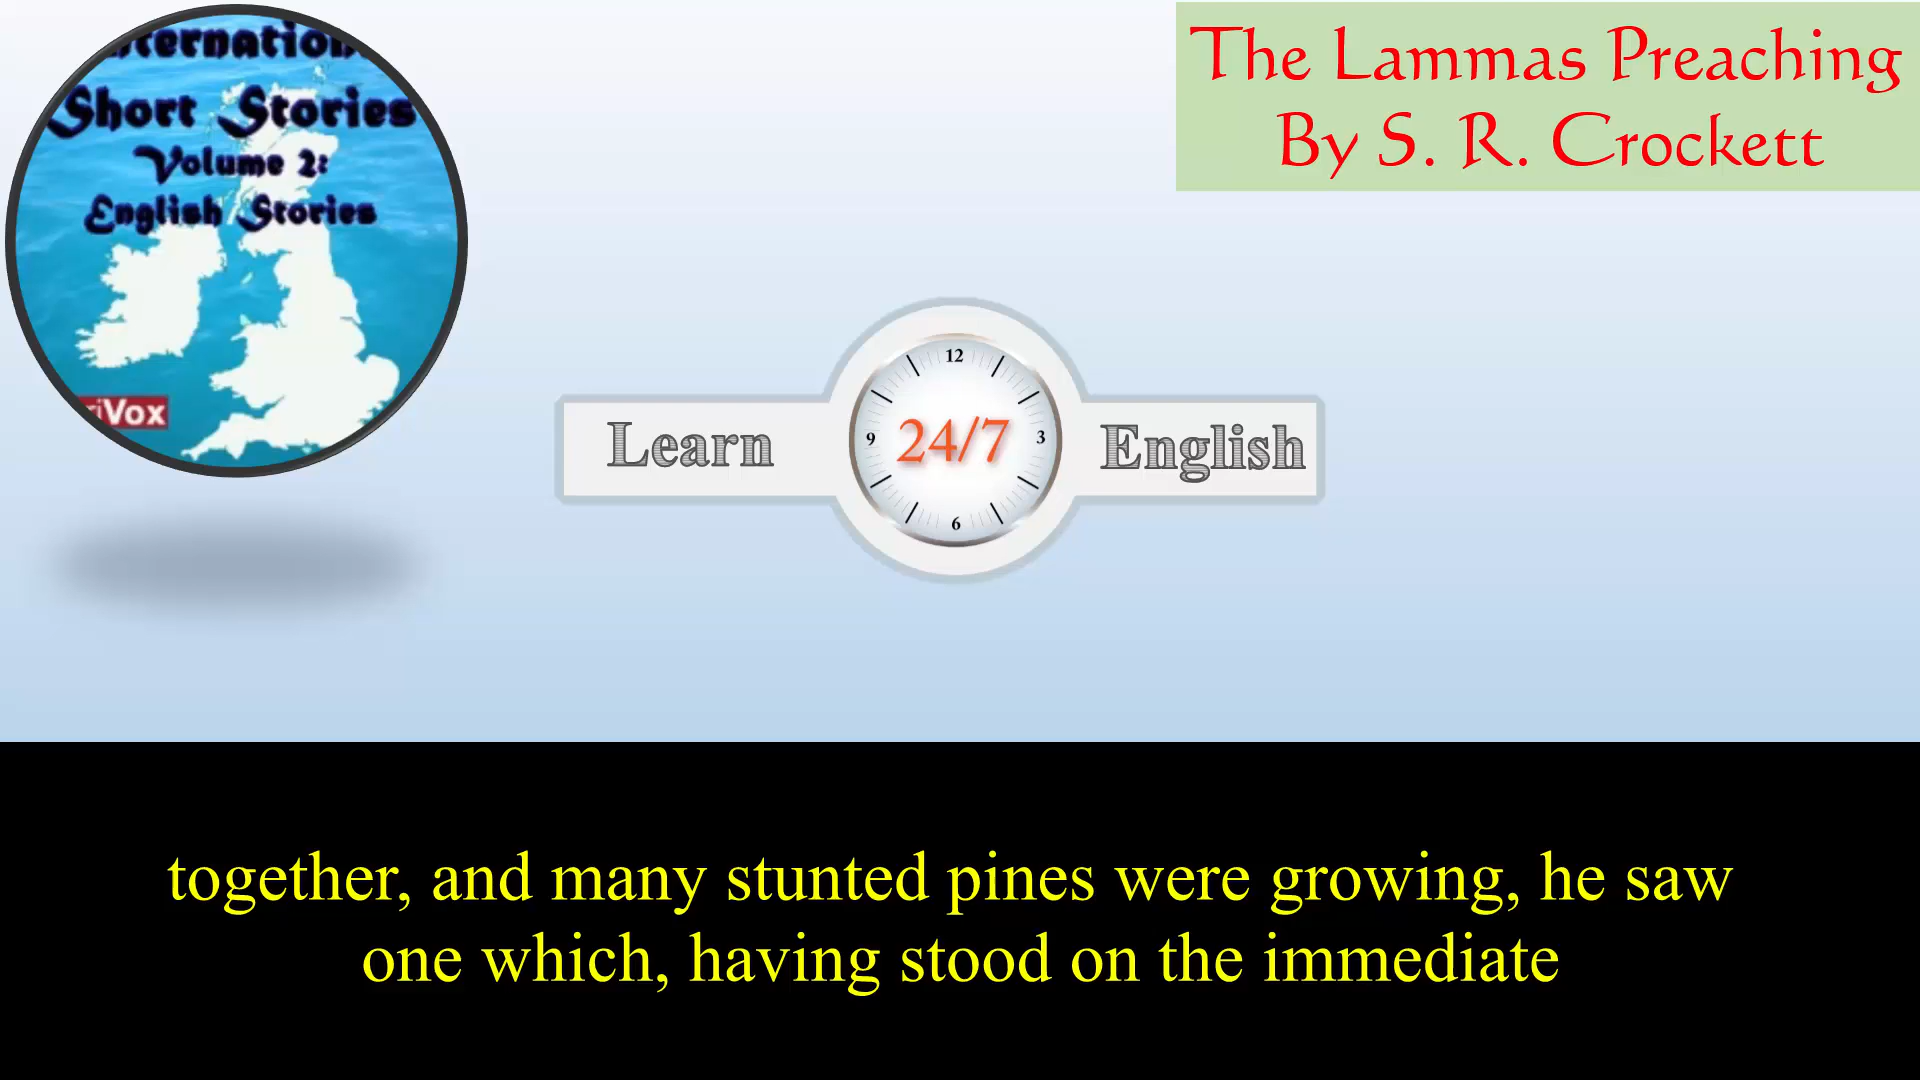 Short Stories
Volume 2:
English Stories
Vox
The Lammas Preaching
By S. R. Crockett
Learn
24/7
English
12
3
6
9
together, and many stunted pines were growing, he saw
one which, having stood on the immediate